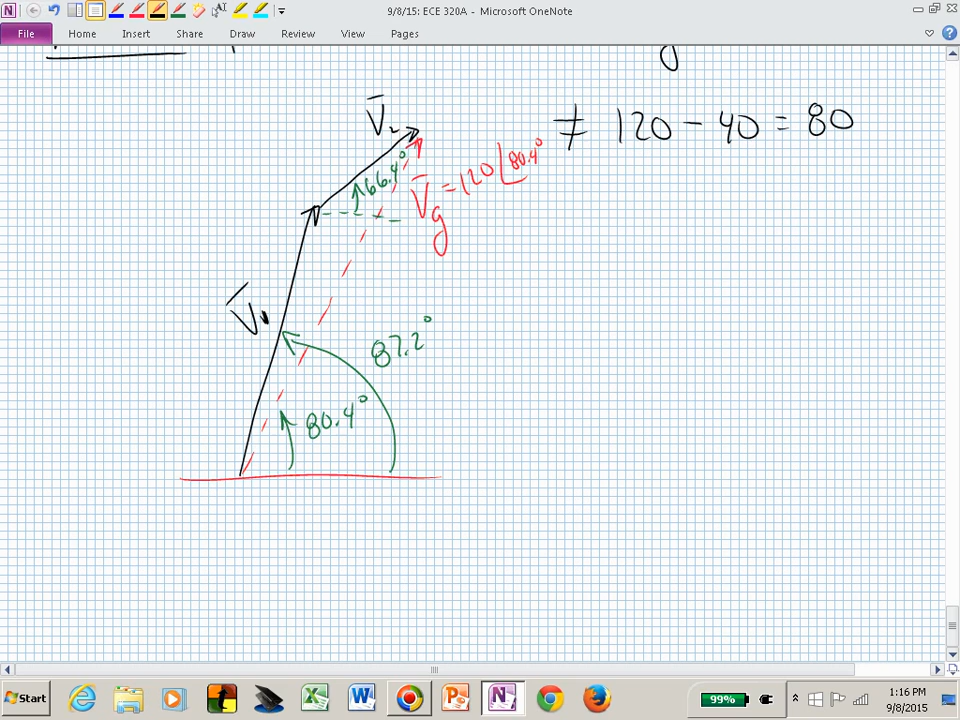 9/8/15: ECE 320A - Microsoft OneNote
File Home Insert Share Draw Review View Pages
V̅₂
≠ 120 - 40 = 80
66.4°
V̅g = 120∠80.4°
V̅₁
87.2°
80.4°
Start
99%
1:16 PM
9/8/2015